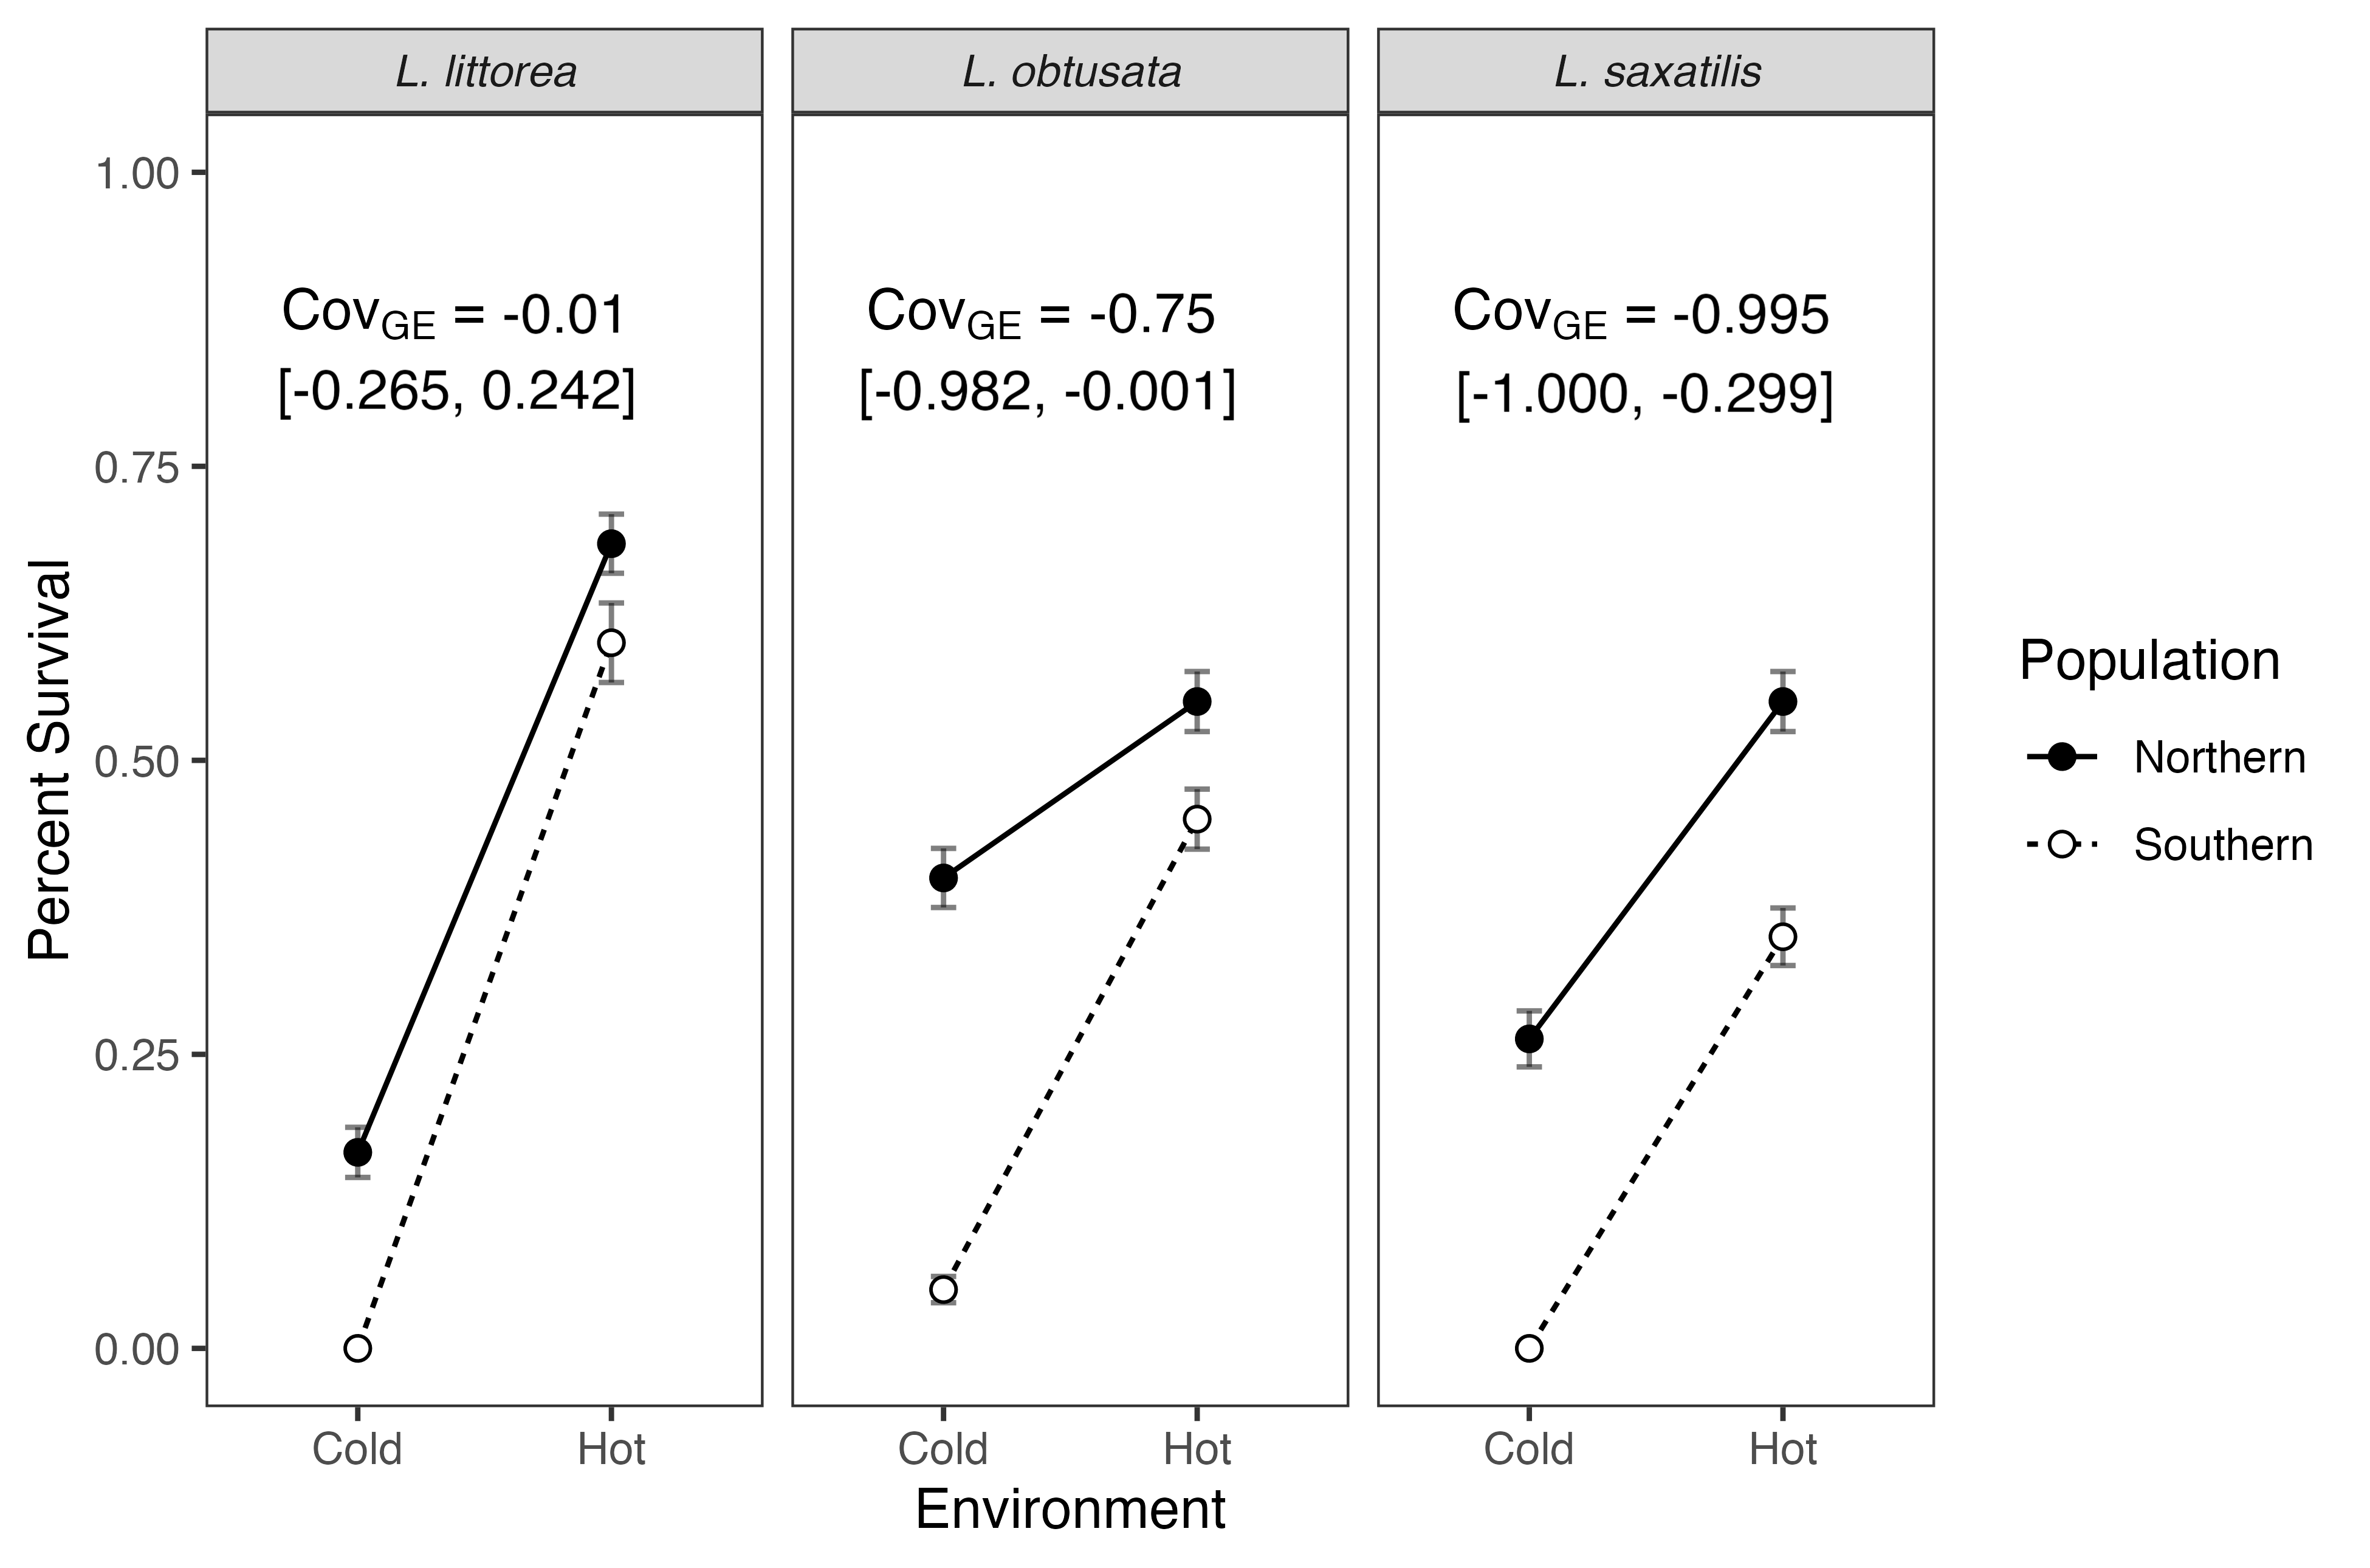 L. littorea
L. obtusata
L. saxatilis
1.00
0.75
0.50
0.25
0.00
Percent Survival
CovGE = -0.01
[-0.265, 0.242]
CovGE = -0.75
[-0.982, -0.001]
CovGE = -0.995
[-1.000, -0.299]
Cold
Hot
Cold
Hot
Cold
Hot
Environment
Population
Northern
Southern